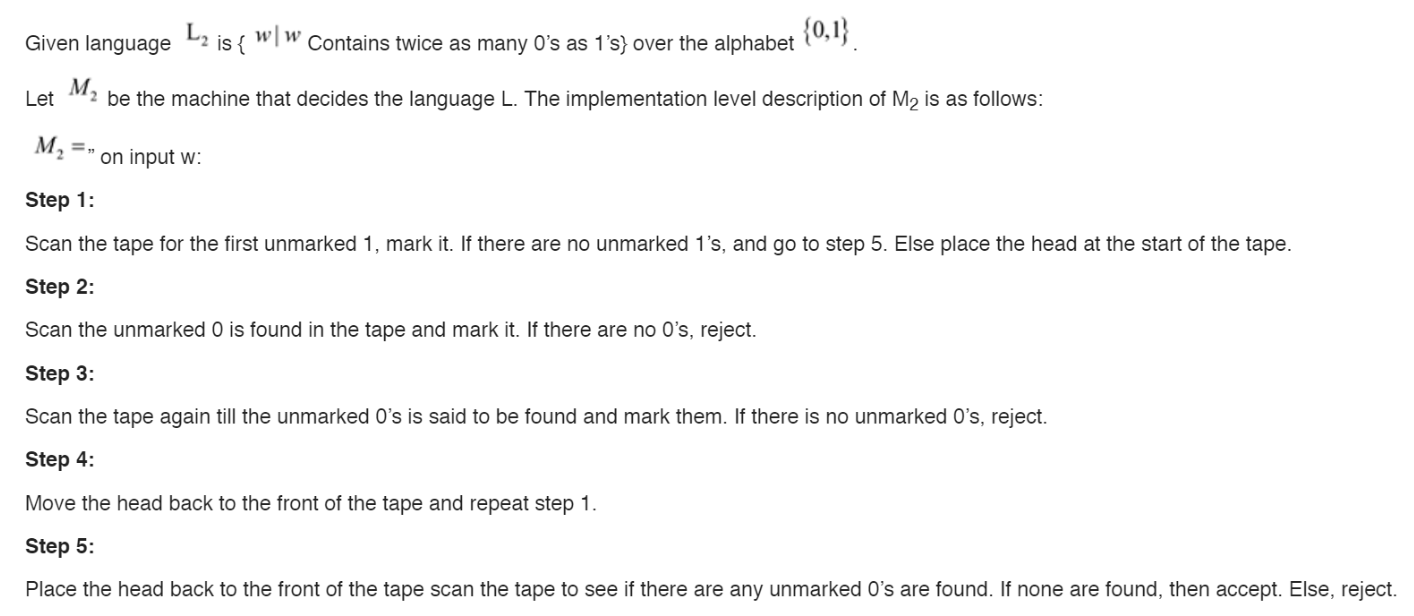 Given language L₂ is { w| w Contains twice as many 0’s as 1’s} over the alphabet {0,1}.
Let M₂ be the machine that decides the language L. The implementation level description of M₂ is as follows:
M₂ =” on input w:
Step 1:
Scan the tape for the first unmarked 1, mark it. If there are no unmarked 1’s, and go to step 5. Else place the head at the start of the tape.
Step 2:
Scan the unmarked 0 is found in the tape and mark it. If there are no 0’s, reject.
Step 3:
Scan the tape again till the unmarked 0’s is said to be found and mark them. If there is no unmarked 0’s, reject.
Step 4:
Move the head back to the front of the tape and repeat step 1.
Step 5:
Place the head back to the front of the tape scan the tape to see if there are any unmarked 0’s are found. If none are found, then accept. Else, reject.